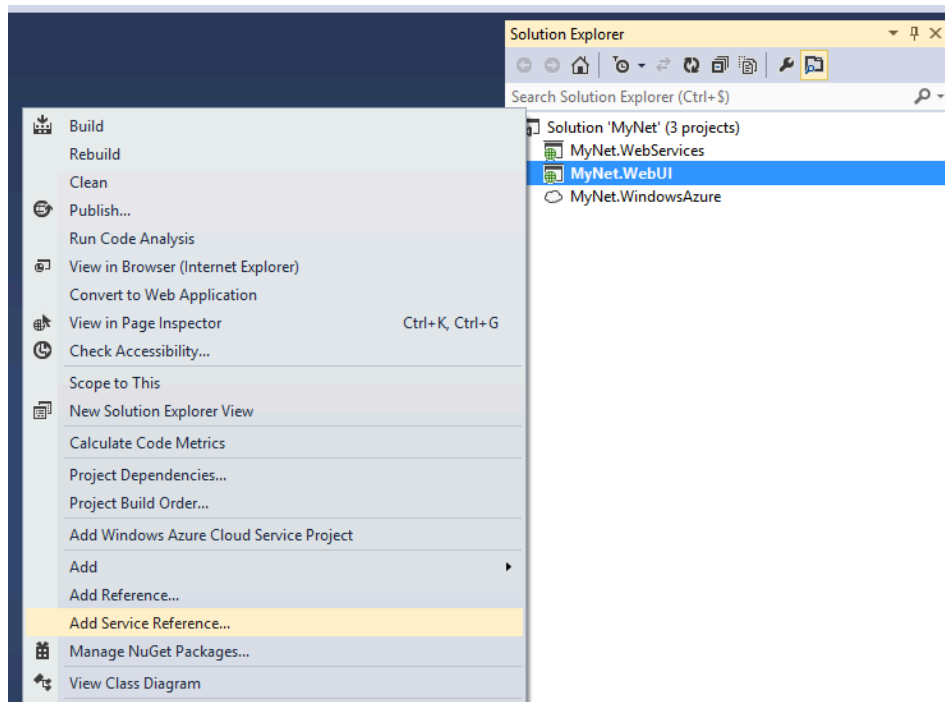 Solution Explorer
Search Solution Explorer (Ctrl+$)
Solution 'MyNet' (3 projects)
MyNet.WebServices
MyNet.WebUI
MyNet.WindowsAzure
Build
Rebuild
Clean
Publish...
Run Code Analysis
View in Browser (Internet Explorer)
Convert to Web Application
View in Page Inspector Ctrl+K, Ctrl+G
Check Accessibility...
Scope to This
New Solution Explorer View
Calculate Code Metrics
Project Dependencies...
Project Build Order...
Add Windows Azure Cloud Service Project
Add
Add Reference...
Add Service Reference...
Manage NuGet Packages...
View Class Diagram